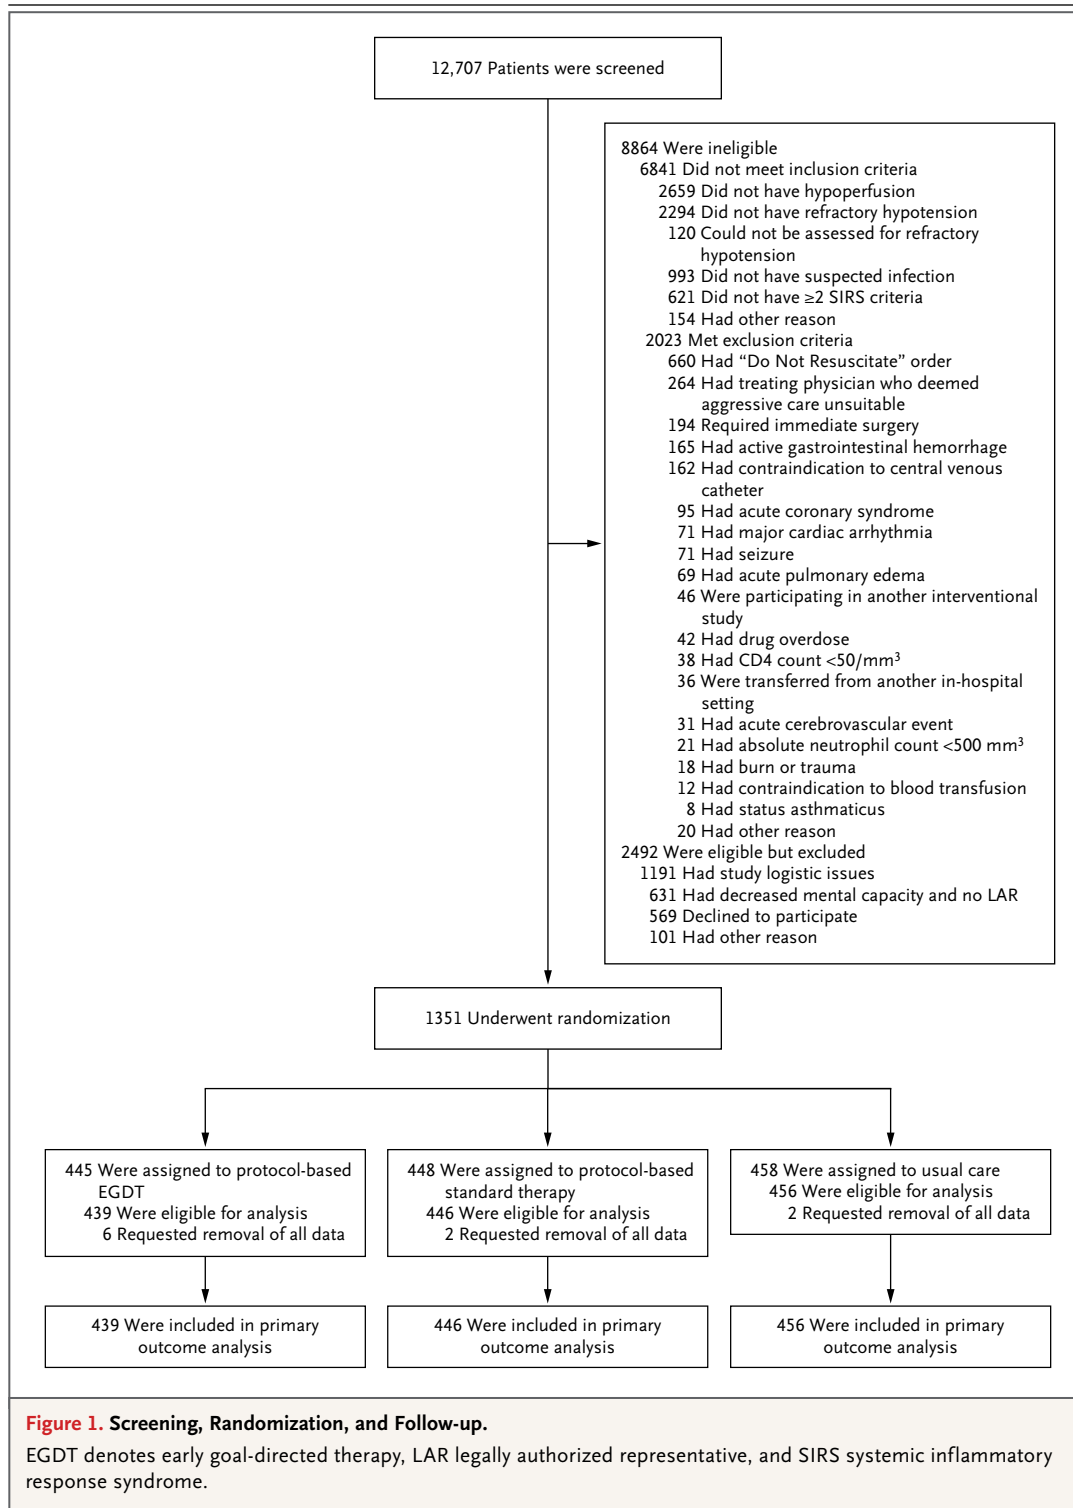 12,707 Patients were screened
8864 Were ineligible
6841 Did not meet inclusion criteria
2659 Did not have hypoperfusion
2294 Did not have refractory hypotension
120 Could not be assessed for refractory
hypotension
993 Did not have suspected infection
621 Did not have ≥2 SIRS criteria
154 Had other reason
2023 Met exclusion criteria
660 Had “Do Not Resuscitate” order
264 Had treating physician who deemed
aggressive care unsuitable
194 Required immediate surgery
165 Had active gastrointestinal hemorrhage
162 Had contraindication to central venous
catheter
95 Had acute coronary syndrome
71 Had major cardiac arrhythmia
71 Had seizure
69 Had acute pulmonary edema
46 Were participating in another interventional
study
42 Had drug overdose
38 Had CD4 count <50/mm³
36 Were transferred from another in-hospital
setting
31 Had acute cerebrovascular event
21 Had absolute neutrophil count <500 mm³
18 Had burn or trauma
12 Had contraindication to blood transfusion
8 Had status asthmaticus
20 Had other reason
2492 Were eligible but excluded
1191 Had study logistic issues
631 Had decreased mental capacity and no LAR
569 Declined to participate
101 Had other reason
1351 Underwent randomization
445 Were assigned to protocol-based
EGDT
439 Were eligible for analysis
6 Requested removal of all data
448 Were assigned to protocol-based
standard therapy
446 Were eligible for analysis
2 Requested removal of all data
458 Were assigned to usual care
456 Were eligible for analysis
2 Requested removal of all data
439 Were included in primary
outcome analysis
446 Were included in primary
outcome analysis
456 Were included in primary
outcome analysis
Figure 1. Screening, Randomization, and Follow-up.
EGDT denotes early goal-directed therapy, LAR legally authorized representative, and SIRS systemic inflammatory
response syndrome.